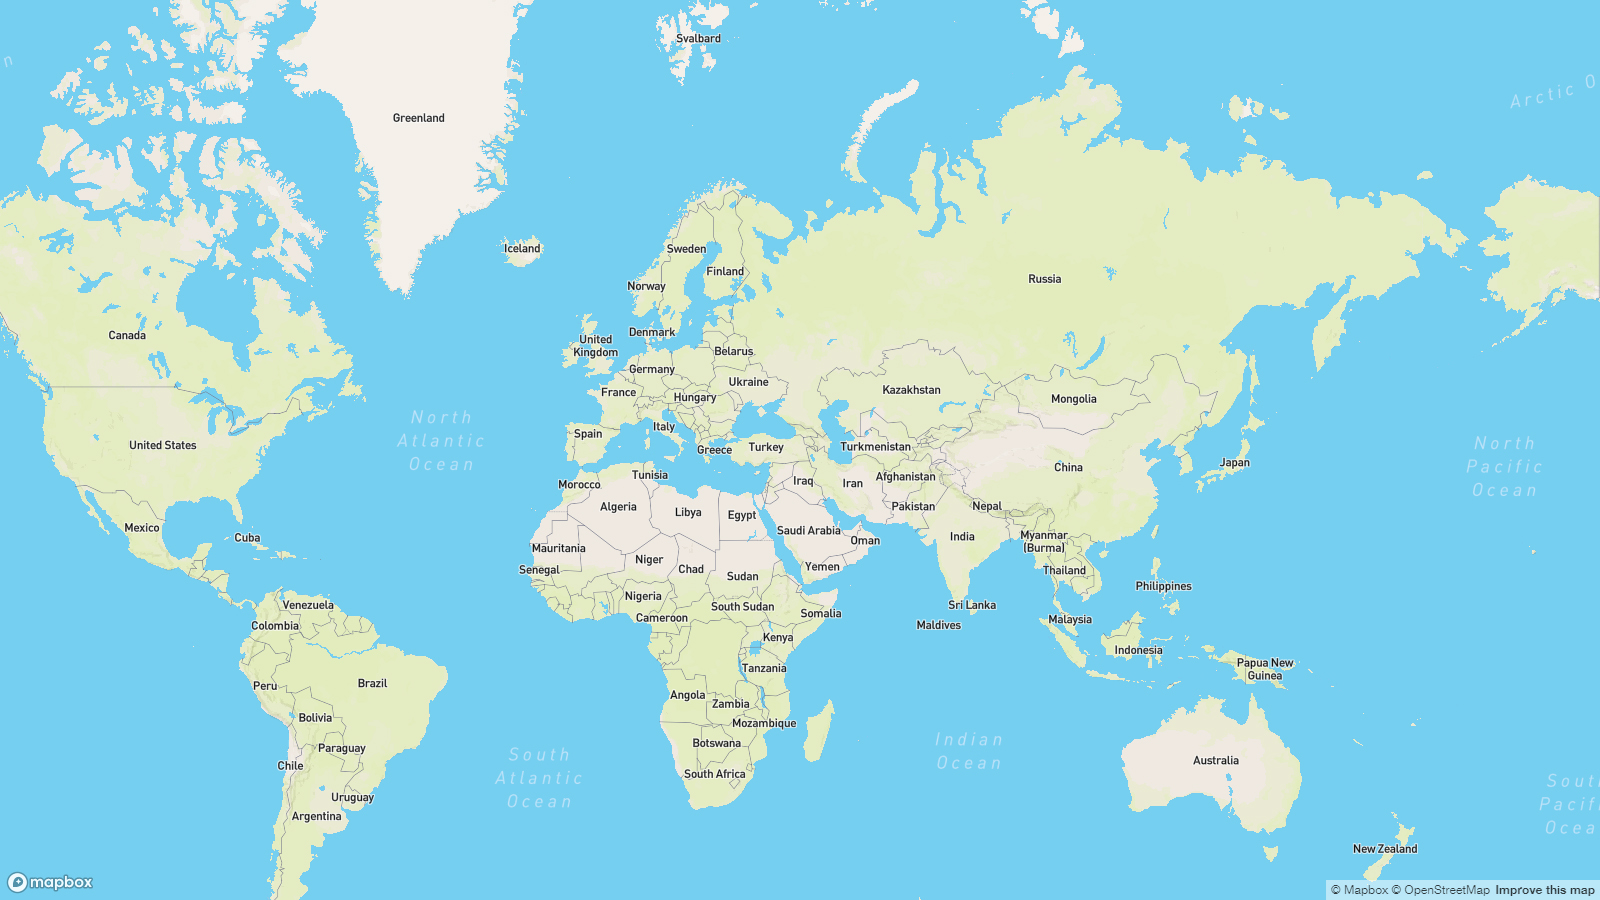 Svalbard
Arctic O
n
Greenland
Iceland
Sweden
Finland
Norway
Russia
Canada
United
Kingdom
Denmark
Belarus
Germany
Ukraine
France
Hungary
Kazakhstan
Mongolia
North
Atlantic
Ocean
United States
Spain
Italy
Greece
Turkey
Turkmenistan
North
Pacific
Ocean
Japan
China
Tunisia
Morocco
Iraq
Iran
Afghanistan
Algeria
Libya
Egypt
Pakistan
Nepal
Mexico
Cuba
Saudi Arabia
Oman
India
Myanmar
(Burma)
Mauritania
Niger
Chad
Sudan
Yemen
Senegal
Thailand
Philippines
Nigeria
South Sudan
Somalia
Sri Lanka
Venezuela
Colombia
Cameroon
Maldives
Malaysia
Kenya
Indonesia
Tanzania
Papua New
Guinea
Peru
Brazil
Angola
Zambia
Bolivia
Mozambique
Paraguay
Botswana
Indian
Ocean
South
Atlantic
Ocean
Chile
South Africa
Australia
Uruguay
Argentina
Sout
Pacif
Ocea
New Zealand
mapbox
© Mapbox © OpenStreetMap Improve this map